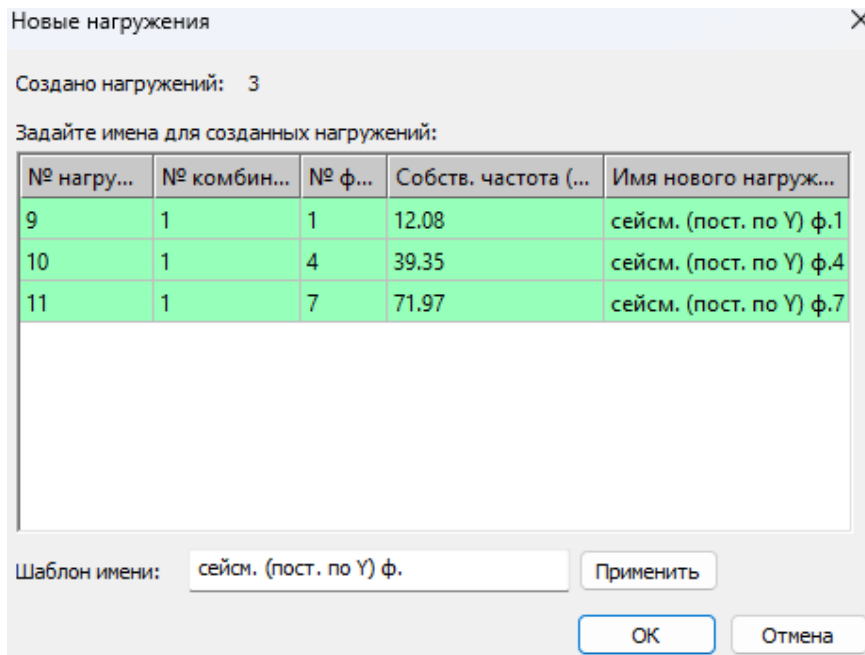 Новые нагружения
Создано нагружений: 3
Задайте имена для созданных нагружений:
№ нагру... № комбин... № ф... Собств. частота (... Имя нового нагруж...
9 1 1 12.08 сейсм. (пост. по Y) ф.1
10 1 4 39.35 сейсм. (пост. по Y) ф.4
11 1 7 71.97 сейсм. (пост. по Y) ф.7
Шаблон имени: сейсм. (пост. по Y) ф. Применить
ОК Отмена